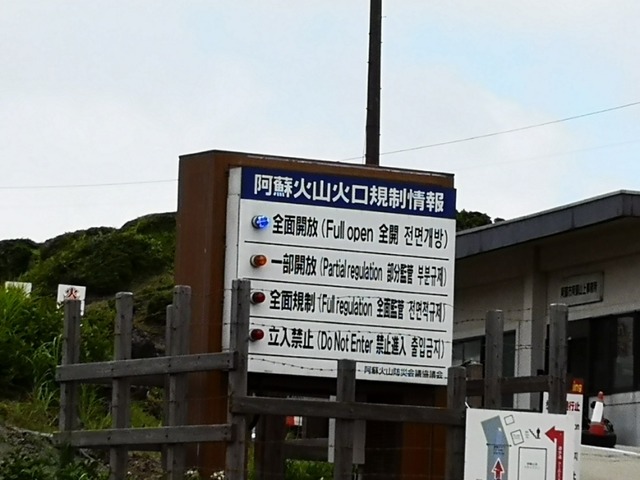 阿蘇火山火口規制情報
全面開放 (Full open 全開 전면개방)
一部開放 (Partial regulation 部分監管 부분규제)
全面規制 (Full regulation 全面監管 전면적규제)
立入禁止 (Do Not Enter 禁止進入 출입금지)
阿蘇火山防災会議協議会
火